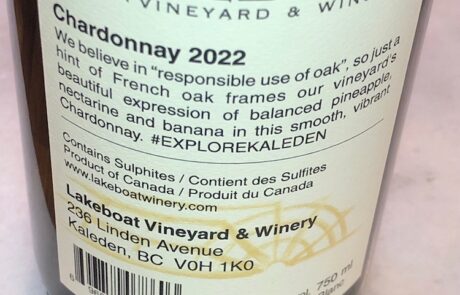 VINEYARD & WIN
Chardonnay 2022
We believe in “responsible use of oak”, so just a
hint of French oak frames our vineyard's
beautiful expression of balanced pineapple,
nectarine and banana in this smooth, vibrant
Chardonnay. #EXPLOREKALEDEN
Contains Sulphites / Contient des Sulfites
Product of Canada / Produit du Canada
www.lakeboatwinery.com
Lakeboat Vineyard & Winery
236 Linden Avenue
Kaleden, BC V0H 1K0
750 ml
Blanc